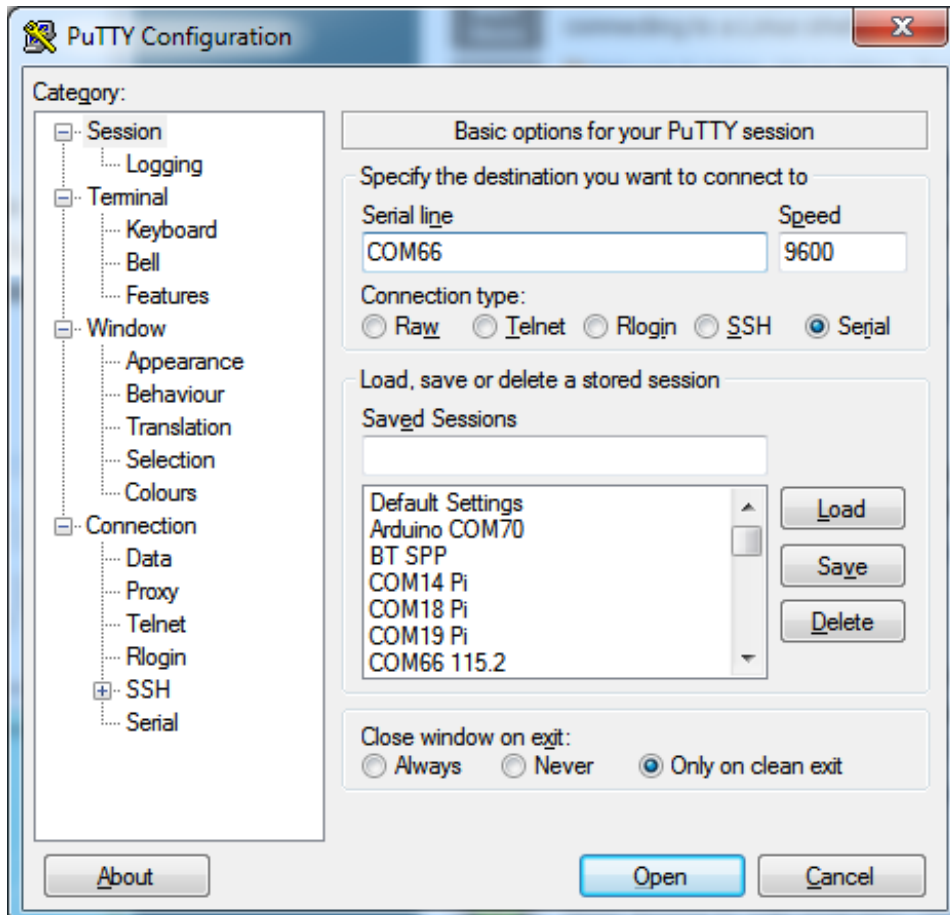 PuTTY Configuration
Category:
Session
Logging
Terminal
Keyboard
Bell
Features
Window
Appearance
Behaviour
Translation
Selection
Colours
Connection
Data
Proxy
Telnet
Rlogin
SSH
Serial
Basic options for your PuTTY session
Specify the destination you want to connect to
Serial line Speed
COM66 9600
Connection type:
Raw Telnet Rlogin SSH Serial
Load, save or delete a stored session
Saved Sessions
Default Settings
Arduino COM70
BT SPP
COM14 Pi
COM18 Pi
COM19 Pi
COM66 115.2
Load
Save
Delete
Close window on exit:
Always Never Only on clean exit
About Open Cancel